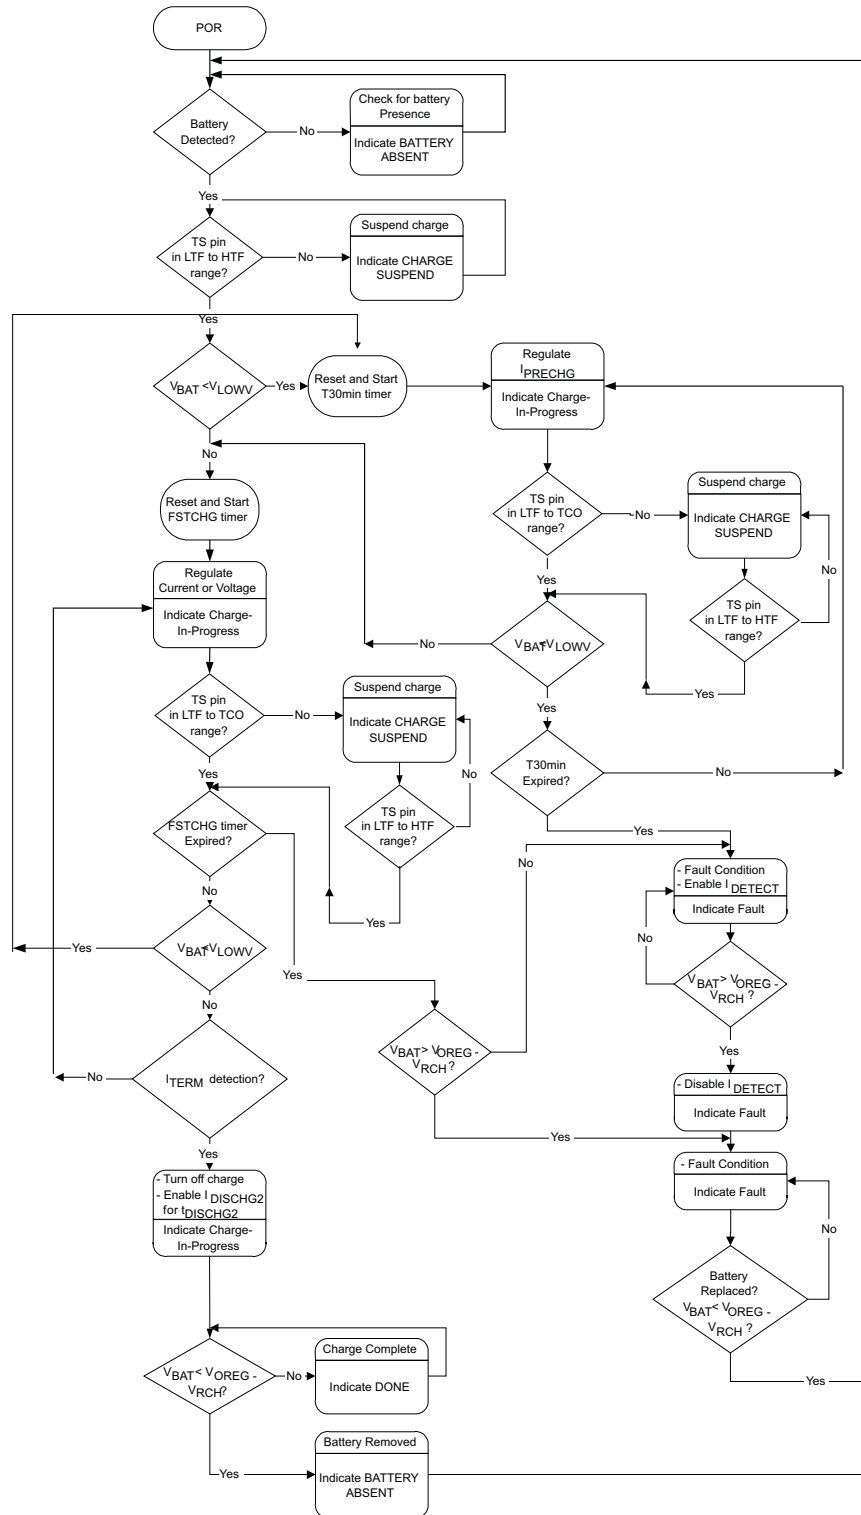 POR
Battery
Detected?
No
Check for battery
Presence
Indicate BATTERY
ABSENT
Yes
TS pin
in LTF to HTF
range?
No
Suspend charge
Indicate CHARGE
SUSPEND
Yes
VBAT <VLOWV
Yes
Reset and Start
T30min timer
Regulate
IPRECHG
Indicate Charge-
In-Progress
No
Reset and Start
FSTCHG timer
TS pin
in LTF to TCO
range?
No
Suspend charge
Indicate CHARGE
SUSPEND
No
TS pin
in LTF to HTF
range?
Yes
Yes
Regulate
Current or Voltage
Indicate Charge-
In-Progress
VBAT<VLOWV
No
Yes
TS pin
in LTF to TCO
range?
No
Suspend charge
Indicate CHARGE
SUSPEND
No
TS pin
in LTF to HTF
range?
Yes
Yes
T30min
Expired?
No
Yes
FSTCHG timer
Expired?
No
Yes
No
- Fault Condition
- Enable IDETECT
Indicate Fault
No
VBAT<VLOWV
Yes
No
VBAT> VOREG -
VRCH ?
Yes
VBAT> VOREG -
VRCH ?
Yes
- Disable IDETECT
Indicate Fault
ITERM detection?
No
Yes
- Fault Condition
Indicate Fault
No
- Turn off charge
- Enable IDISCHG2
for tDISCHG2
Indicate Charge-
In-Progress
Battery
Replaced?
VBAT< VOREG -
VRCH ?
Yes
VBAT< VOREG -
VRCH?
No
Charge Complete
Indicate DONE
Yes
Battery Removed
Indicate BATTERY
ABSENT